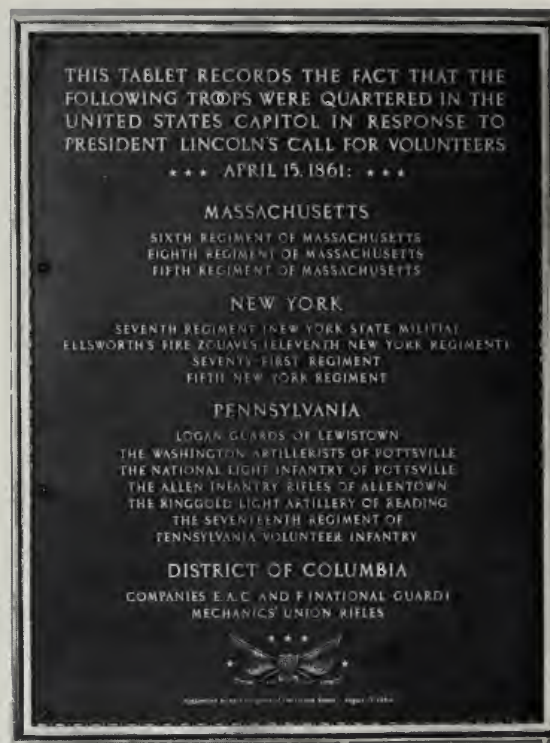 THIS TABLET RECORDS THE FACT THAT THE
FOLLOWING TROOPS WERE QUARTERED IN THE
UNITED STATES CAPITOL IN RESPONSE TO
PRESIDENT LINCOLN'S CALL FOR VOLUNTEERS
★ ★ ★ APRIL 15, 1861: ★ ★ ★
MASSACHUSETTS
SIXTH REGIMENT OF MASSACHUSETTS
EIGHTH REGIMENT OF MASSACHUSETTS
FIFTH REGIMENT OF MASSACHUSETTS
NEW YORK
SEVENTH REGIMENT (NEW YORK STATE MILITIA)
ELLSWORTH'S FIRE ZOUAVES (ELEVENTH NEW YORK REGIMENT)
SEVENTY-FIRST REGIMENT
FIFTH NEW YORK REGIMENT
PENNSYLVANIA
LOGAN GUARDS OF LEWISTOWN
THE WASHINGTON ARTILLERISTS OF POTTSVILLE
THE NATIONAL LIGHT INFANTRY OF POTTSVILLE
THE ALLEN INFANTRY RIFLES OF ALLENTOWN
THE RINGGOLD LIGHT ARTILLERY OF READING
THE SEVENTEENTH REGIMENT OF
PENNSYLVANIA VOLUNTEER INFANTRY
DISTRICT OF COLUMBIA
COMPANIES E, A, C AND F (NATIONAL GUARD)
MECHANICS' UNION RIFLES